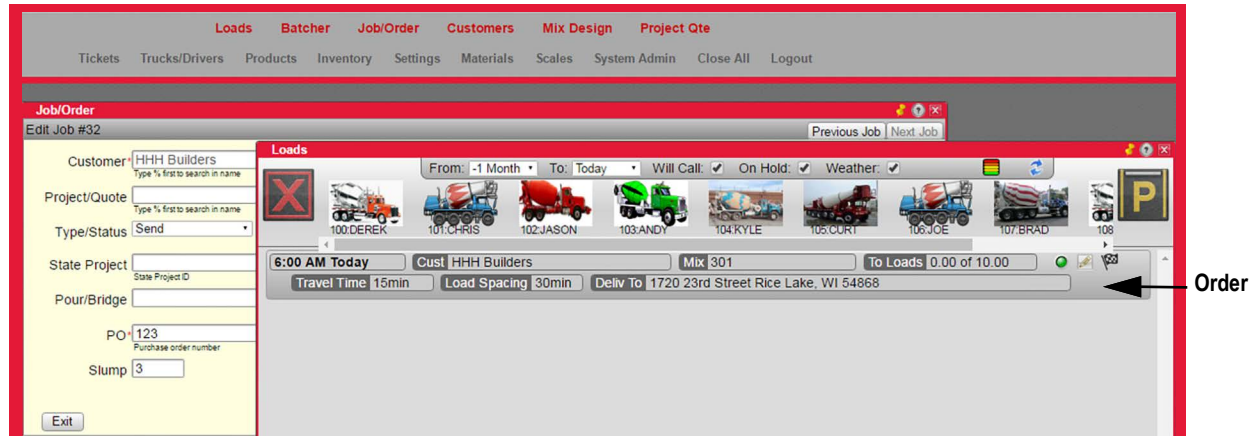 Loads Batcher Job/Order Customers Mix Design Project Qte
Tickets Trucks/Drivers Products Inventory Settings Materials Scales System Admin Close All Logout
Job/Order
Edit Job #32
Previous Job Next Job
Customer* HHH Builders
Type % first to search in name
Project/Quote
Type % first to search in name
Type/Status Send
State Project
State Project ID
Pour/Bridge
PO* 123
Purchase order number
Slump 3
Exit
Loads
From: -1 Month To: Today Will Call: On Hold: Weather:
X
P
100:DEREK 101:CHRIS 102:JASON 103:ANDY 104:KYLE 105:CURT 106:JOE 107:BRAD 108
6:00 AM Today Cust HHH Builders Mix 301 To Loads 0.00 of 10.00
Travel Time 15min Load Spacing 30min Deliv To 1720 23rd Street Rice Lake, WI 54868
Order